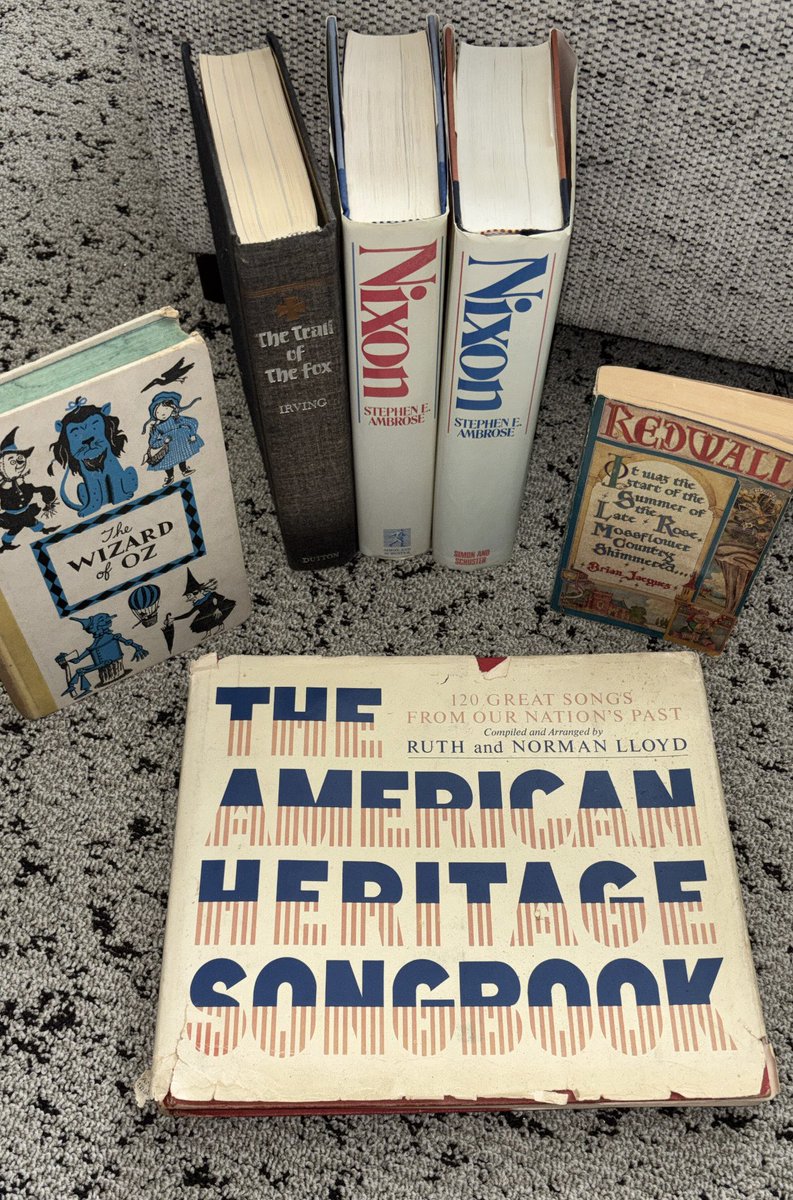 The Trail
of
The Fox
IRVING
DUTTON
Nixon
STEPHEN E.
AMBROSE
Nixon
STEPHEN E.
AMBROSE
SIMON AND
SCHUSTER
The
WIZARD
of OZ
REDWALL
It was the
start of the
Summer of
the Rose.
Late
Mossflower
Country
Shimmered...
Brian Jacques
THE
AMERICAN
HERITAGE
SONGBOOK
120 GREAT SONGS
FROM OUR NATION'S PAST
Compiled and Arranged by
RUTH and NORMAN LLOYD